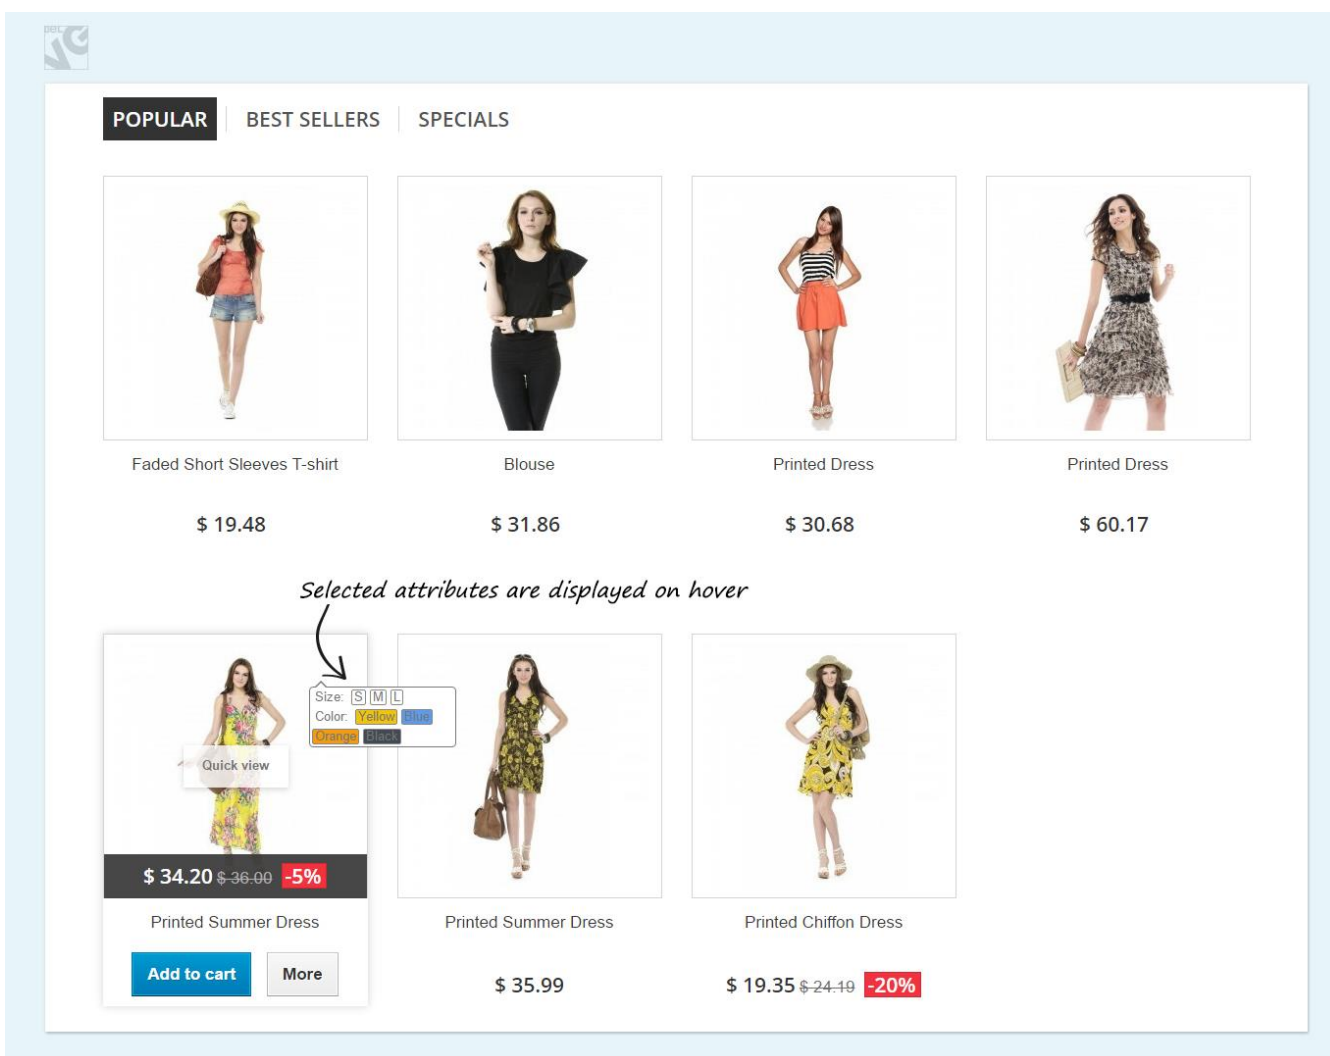 POPULAR BEST SELLERS SPECIALS
Faded Short Sleeves T-shirt Blouse Printed Dress Printed Dress
$ 19.48 $ 31.86 $ 30.68 $ 60.17
Selected attributes are displayed on hover
Size: S M L
Color: Yellow Blue
Orange Black
Quick view
$ 34.20 $ 36.00 -5%
Printed Summer Dress Printed Summer Dress Printed Chiffon Dress
Add to cart More
$ 35.99 $ 19.35 $ 24.19 -20%